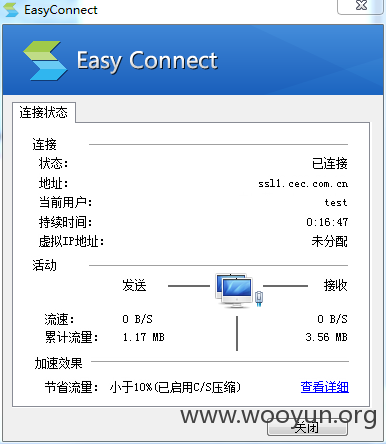 EasyConnect
Easy Connect
连接状态
连接
状态： 已连接
地址： ssl1.cec.com.cn
当前用户： test
持续时间： 0:16:47
虚拟IP地址： 未分配
活动
发送 接收
流速： 0 B/S 0 B/S
累计流量： 1.17 MB 3.56 MB
加速效果
节省流量： 小于10%(已启用C/S压缩) 查看详细
www.wooyun.org
关闭